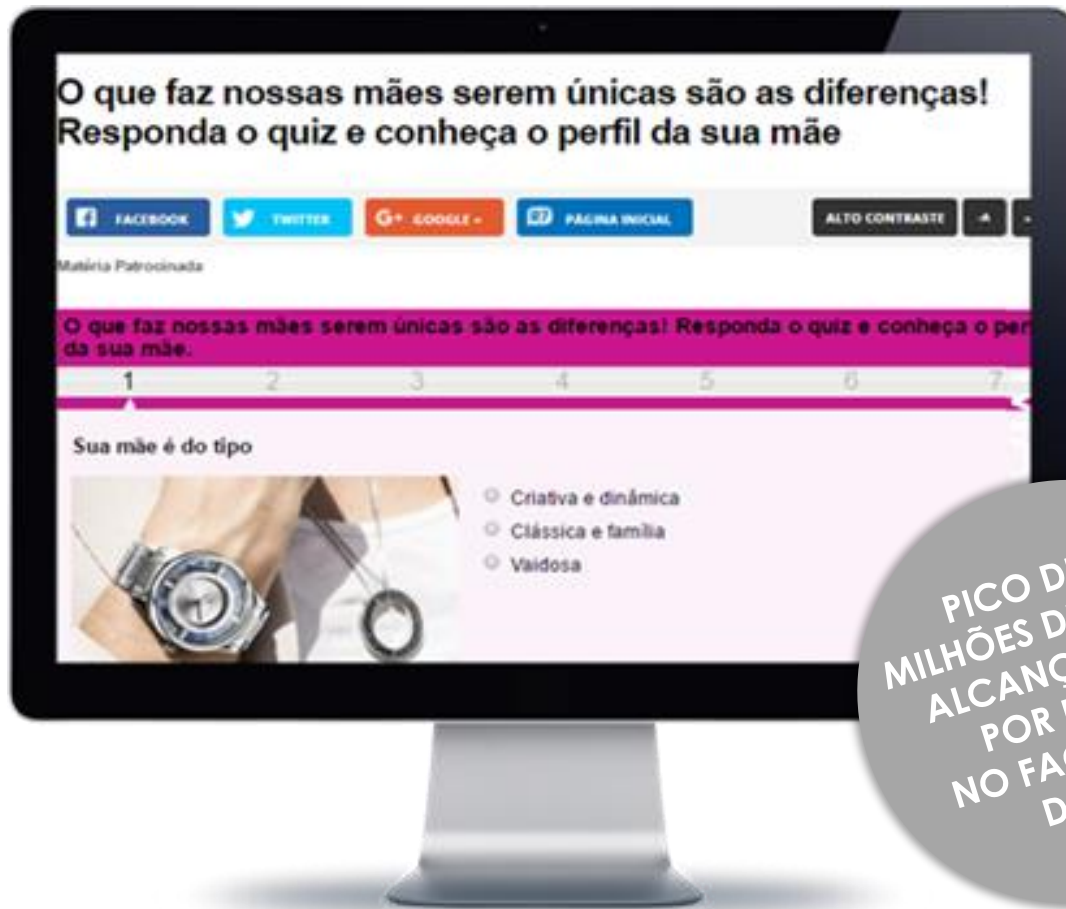 O que faz nossas mães serem únicas são as diferenças!
Responda o quiz e conheça o perfil da sua mãe
FACEBOOK TWITTER G+ GOOGLE+ PÁGINA INICIAL ALTO CONTRASTE -A
Matéria Patrocinada
O que faz nossas mães serem únicas são as diferenças! Responda o quiz e conheça o
da sua mãe.
1 2 3 4 5 6 7
Sua mãe é do tipo
Criativa e dinâmica
Clássica e família
Vaidosa
PICO
MILHÕES
POR
NO